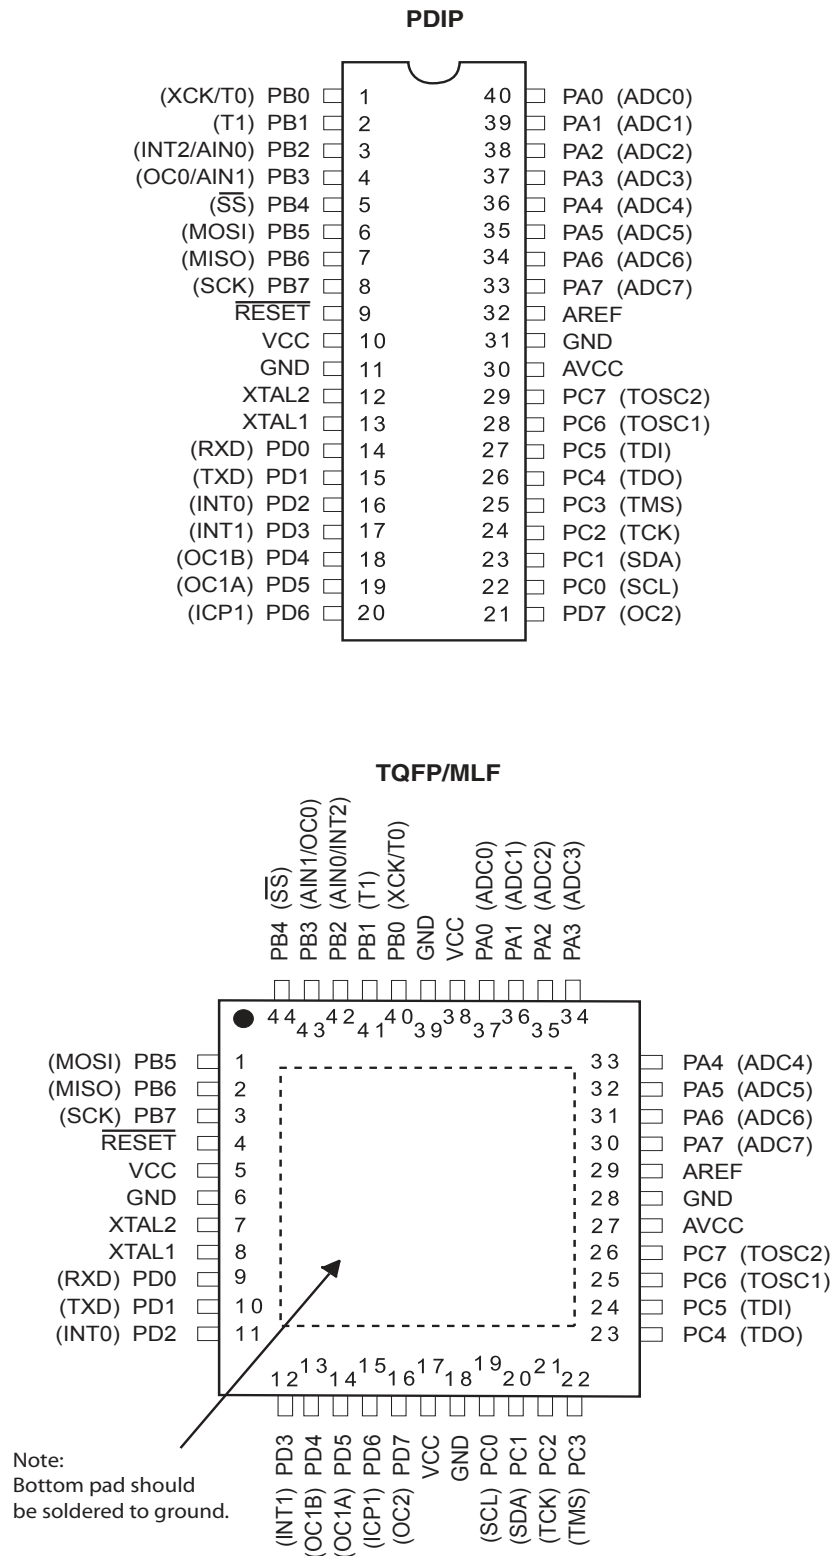 PDIP
(XCK/T0) PB0 1 40 PA0 (ADC0)
(T1) PB1 2 39 PA1 (ADC1)
(INT2/AIN0) PB2 3 38 PA2 (ADC2)
(OC0/AIN1) PB3 4 37 PA3 (ADC3)
(SS) PB4 5 36 PA4 (ADC4)
(MOSI) PB5 6 35 PA5 (ADC5)
(MISO) PB6 7 34 PA6 (ADC6)
(SCK) PB7 8 33 PA7 (ADC7)
RESET 9 32 AREF
VCC 10 31 GND
GND 11 30 AVCC
XTAL2 12 29 PC7 (TOSC2)
XTAL1 13 28 PC6 (TOSC1)
(RXD) PD0 14 27 PC5 (TDI)
(TXD) PD1 15 26 PC4 (TDO)
(INT0) PD2 16 25 PC3 (TMS)
(INT1) PD3 17 24 PC2 (TCK)
(OC1B) PD4 18 23 PC1 (SDA)
(OC1A) PD5 19 22 PC0 (SCL)
(ICP1) PD6 20 21 PD7 (OC2)
TQFP/MLF
PB4 (SS)
PB3 (AIN1/OC0)
PB2 (AIN0/INT2)
PB1 (T1)
PB0 (XCK/T0)
GND
VCC
PA0 (ADC0)
PA1 (ADC1)
PA2 (ADC2)
PA3 (ADC3)
44 43 42 41 40 39 38 37 36 35 34
(MOSI) PB5 1 33 PA4 (ADC4)
(MISO) PB6 2 32 PA5 (ADC5)
(SCK) PB7 3 31 PA6 (ADC6)
RESET 4 30 PA7 (ADC7)
VCC 5 29 AREF
GND 6 28 GND
XTAL2 7 27 AVCC
XTAL1 8 26 PC7 (TOSC2)
(RXD) PD0 9 25 PC6 (TOSC1)
(TXD) PD1 10 24 PC5 (TDI)
(INT0) PD2 11 23 PC4 (TDO)
12 13 14 15 16 17 18 19 20 21 22
(INT1) PD3
(OC1B) PD4
(OC1A) PD5
(ICP1) PD6
(OC2) PD7
VCC
GND
(SCL) PC0
(SDA) PC1
(TCK) PC2
(TMS) PC3
Note:
Bottom pad should
be soldered to ground.